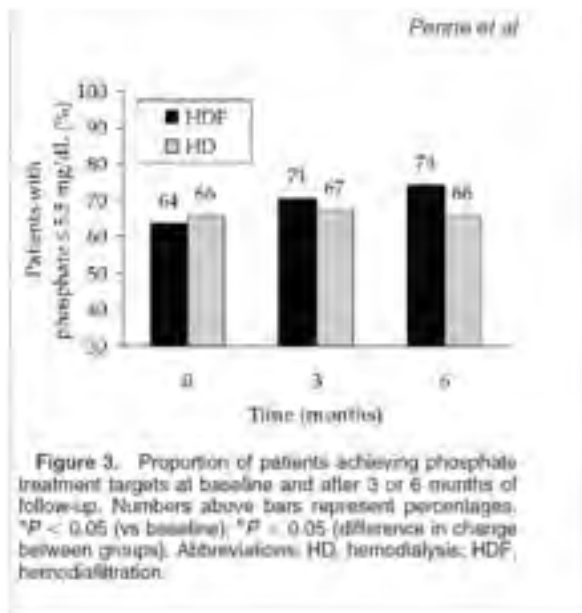 Penne et al
100
90
80
70
60
50
40
30
HDF
HD
64 66
71 67
74 66
Patients with
phosphate ≤ 5.5 mg/dL (%)
0 3 6
Time (months)
Figure 3. Proportion of patients achieving phosphate
treatment targets at baseline and after 3 or 6 months of
follow-up. Numbers above bars represent percentages.
P < 0.05 (vs baseline); P 0.05 (difference in change
between groups). Abbreviations: HD, hemodialysis; HDF,
hemodiafiltration.